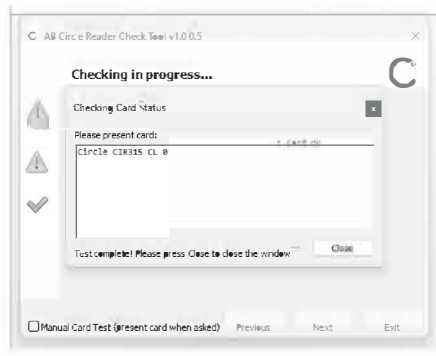 C AB Circle Reader Check Tool v1.0 0.5
Checking in progress...
Checking Card Status
x
Please present card:
Circle CIR315 CL 0
Test complete! Please press Close to close the window
Close
Manual Card Test (present card when asked)
Previous
Next
Exit